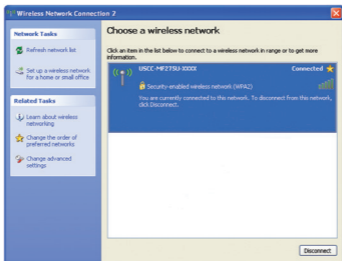 Wireless Network Connection 2
Network Tasks
Refresh network list
Set up a wireless network
for a home or small office
Related Tasks
Learn about wireless
networking
Change the order of
preferred networks
Change advanced
settings
Choose a wireless network
Click an item in the list below to connect to a wireless network in range or to get more
information.
USCC-MF275U-XXXX
Connected
Security-enabled wireless network (WPA2)
You are currently connected to this network. To disconnect from this network,
click Disconnect.
Disconnect